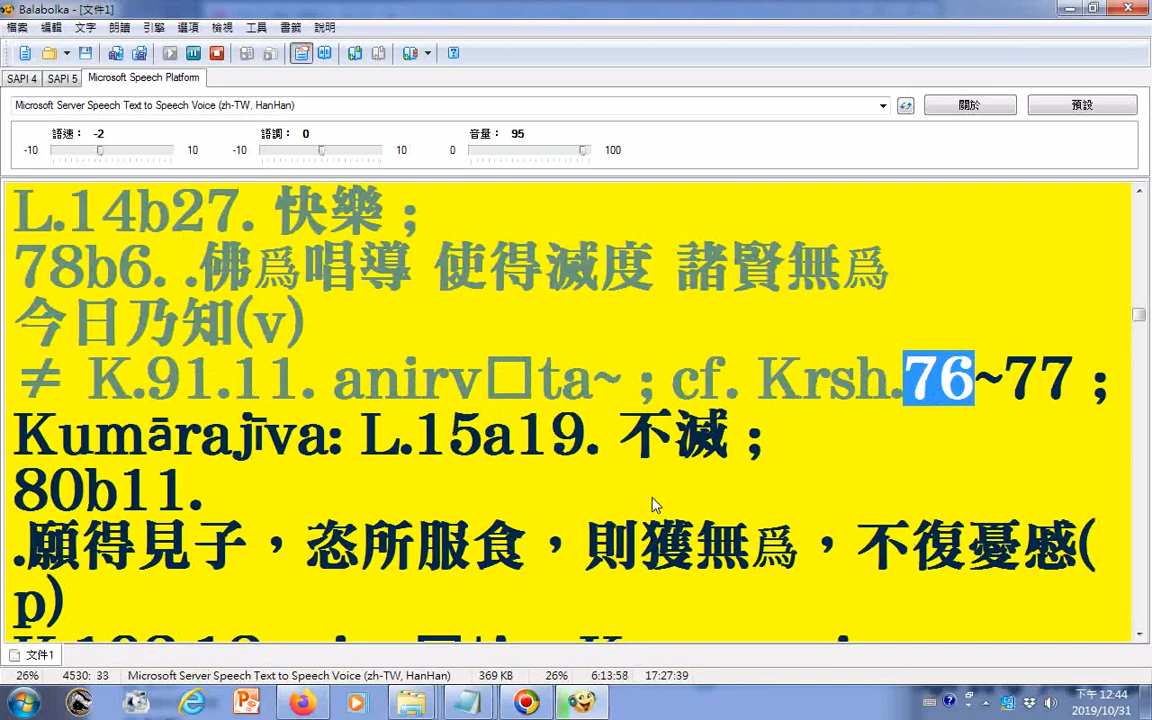 Balabolka - [文件1]
檔案 編輯 文字 朗讀 引擎 選項 檢視 工具 書籤 說明
SAPI 4 SAPI 5 Microsoft Speech Platform
Microsoft Server Speech Text to Speech Voice (zh-TW, HanHan) 關於 預設
語速： -2 語調： 0 音量： 95
-10 10 -10 10 0 100
L.14b27. 快樂；
78b6. .佛爲唱導 使得滅度 諸賢無爲
今日乃知(v)
≠ K.91.11. anirv□ta~；cf. Krsh.76~77；
Kumārajīva: L.15a19. 不滅；
80b11.
.願得見子，恣所服食，則獲無爲，不復憂慼(
p)
文件1
26% 4530: 33 Microsoft Server Speech Text to Speech Voice (zh-TW, HanHan) 369 KB 26% 6:13:58 17:27:39
下午 12:44
2019/10/31